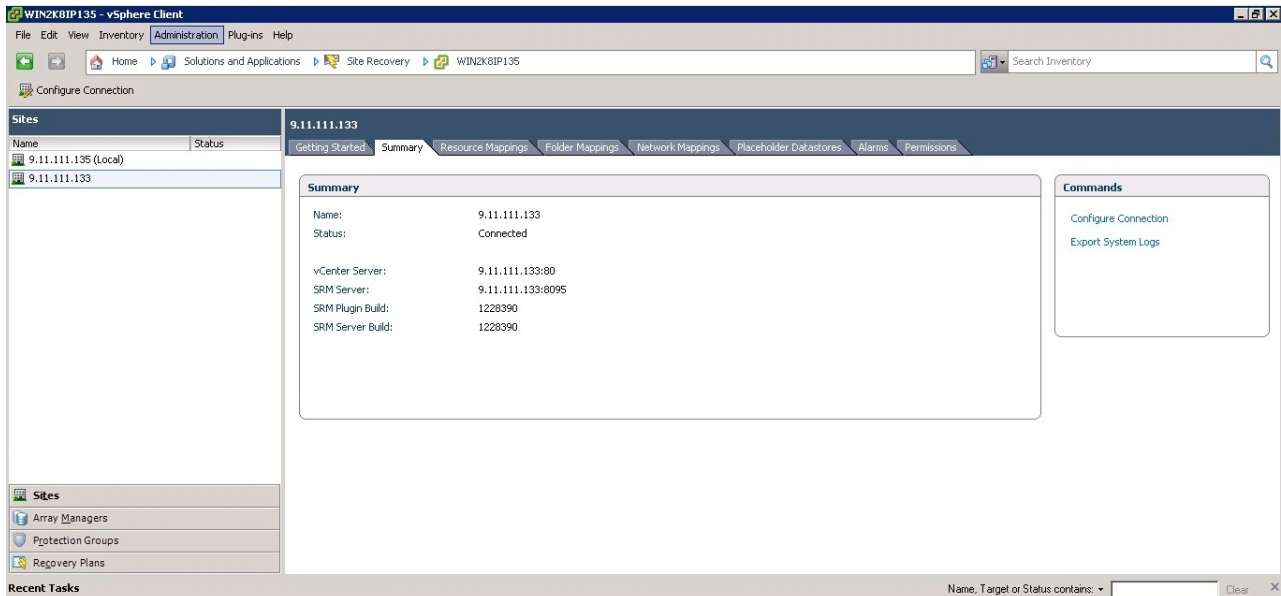 WIN2K8IP135 - vSphere Client
File Edit View Inventory Administration Plug-ins Help
Home Solutions and Applications Site Recovery WIN2K8IP135
Search Inventory
Configure Connection
Sites
Name Status
9.11.111.135 (Local)
9.11.111.133
Sites
Array Managers
Protection Groups
Recovery Plans
9.11.111.133
Getting Started Summary Resource Mappings Folder Mappings Network Mappings Placeholder Datastores Alarms Permissions
Summary
Name: 9.11.111.133
Status: Connected
vCenter Server: 9.11.111.133:80
SRM Server: 9.11.111.133:8095
SRM Plugin Build: 1228390
SRM Server Build: 1228390
Commands
Configure Connection
Export System Logs
Recent Tasks
Name, Target or Status contains:
Clear